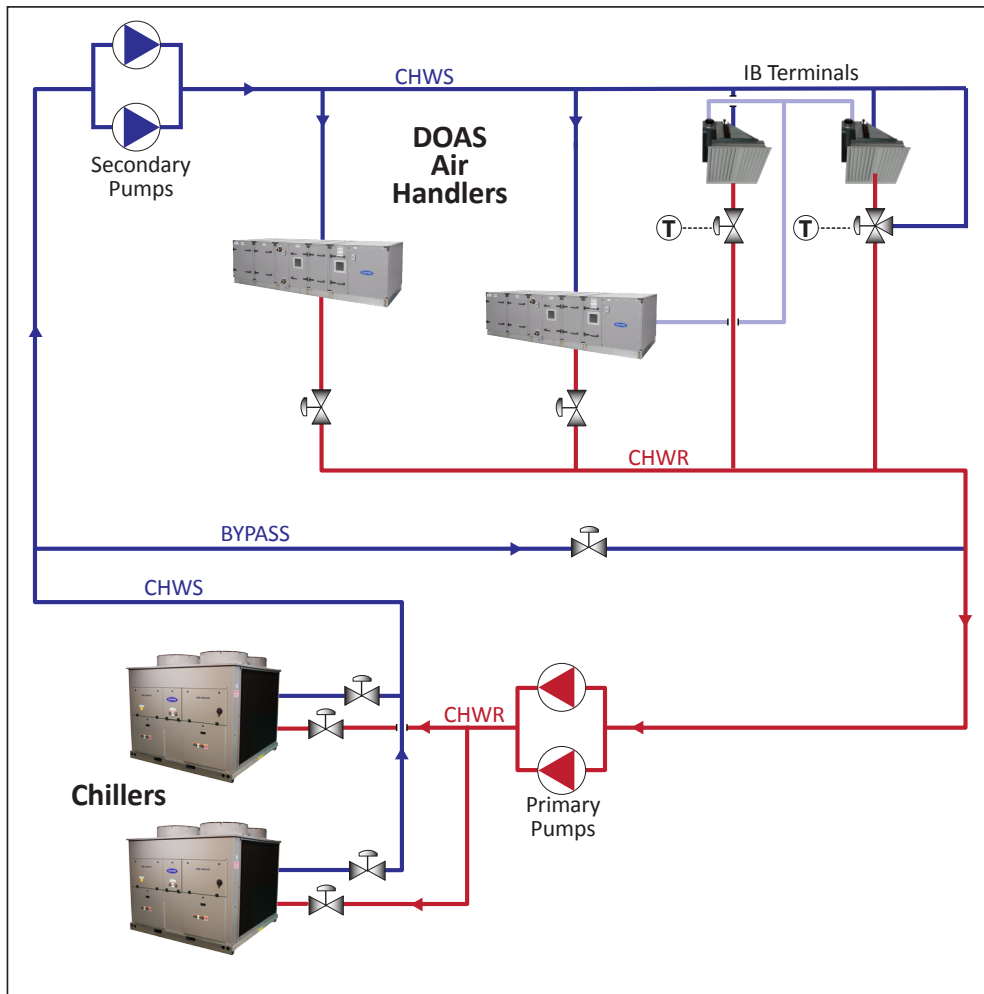 CHWS
IB Terminals
DOAS
Air
Handlers
Secondary
Pumps
T
T
CHWR
BYPASS
CHWS
CHWR
Chillers
Primary
Pumps